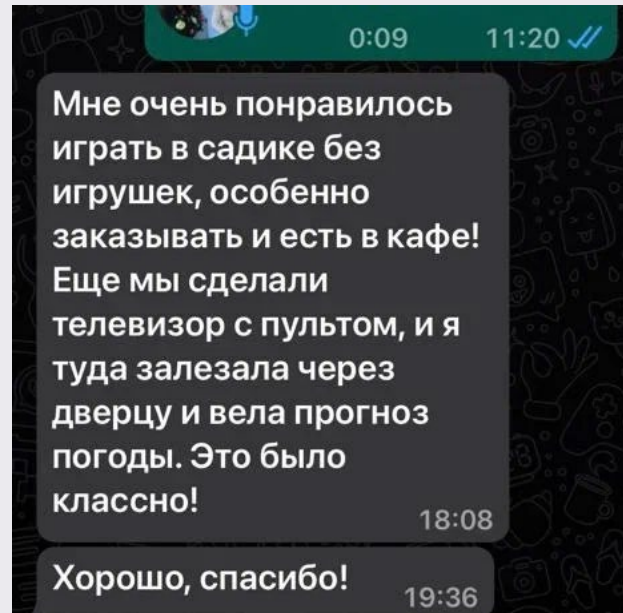 0:09 11:20
Мне очень понравилось
играть в садике без
игрушек, особенно
заказывать и есть в кафе!
Еще мы сделали
телевизор с пультом, и я
туда залезала через
дверцу и вела прогноз
погоды. Это было
классно!
18:08
Хорошо, спасибо!
19:36